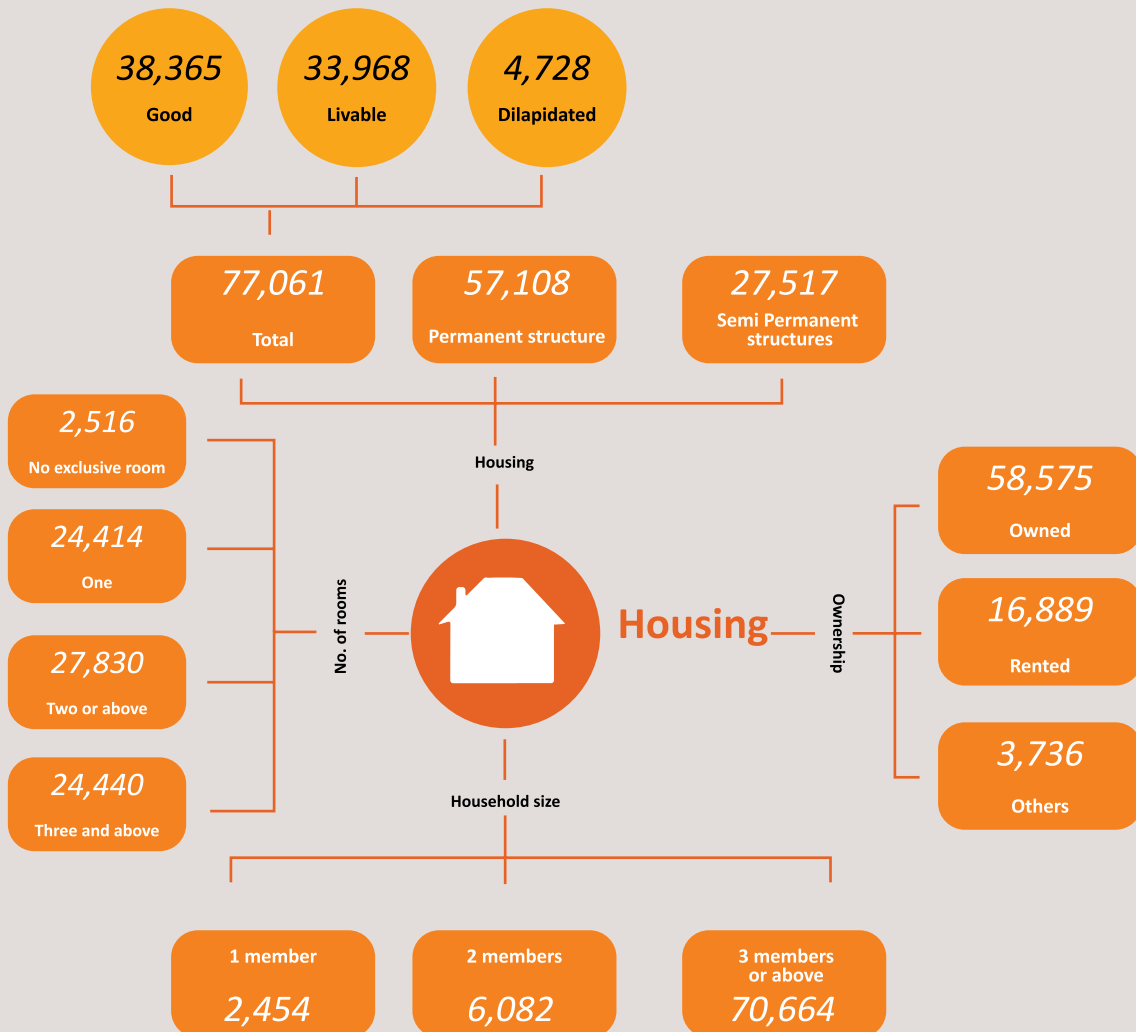 38,365
Good
33,968
Livable
4,728
Dilapidated
77,061
Total
57,108
Permanent structure
27,517
Semi Permanent
structures
2,516
No exclusive room
24,414
One
27,830
Two or above
24,440
Three and above
No. of rooms
Housing
Housing
Ownership
58,575
Owned
16,889
Rented
3,736
Others
Household size
1 member
2,454
2 members
6,082
3 members
or above
70,664